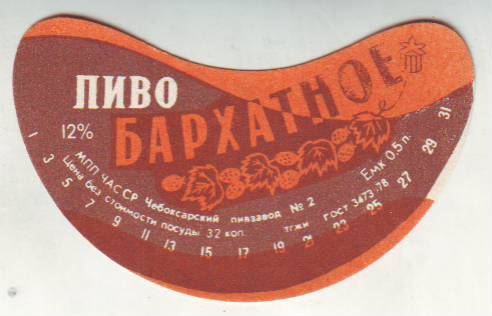 ПИВО
12% БАРХАТНОЕ
МПП ЧАССР Чебоксарский пивзавод № 2
Цена без стоимости посуды 32 коп. ГОСТ 3473-78
Емк 0,5 л.
1 3 5 7 9 11 13 15 17 19 21 23 25 27 29 31